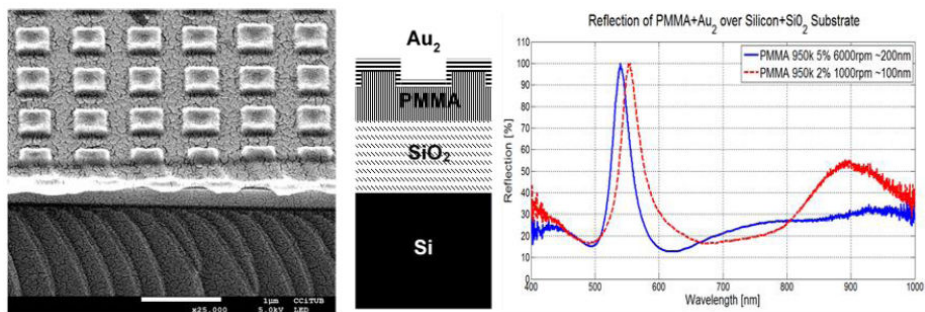 1µm CCiTUB
x25.000 5.0kV LED
Au2
PMMA
SiO2
Si
Reflection of PMMA+Au2 over Silicon+Si02 Substrate
PMMA 950k 5% 6000rpm ~200nm
PMMA 950k 2% 1000rpm ~100nm
Reflection [%]
110
100
90
80
70
60
50
40
30
20
10
0
400 500 600 700 800 900 1000
Wavelength [nm]